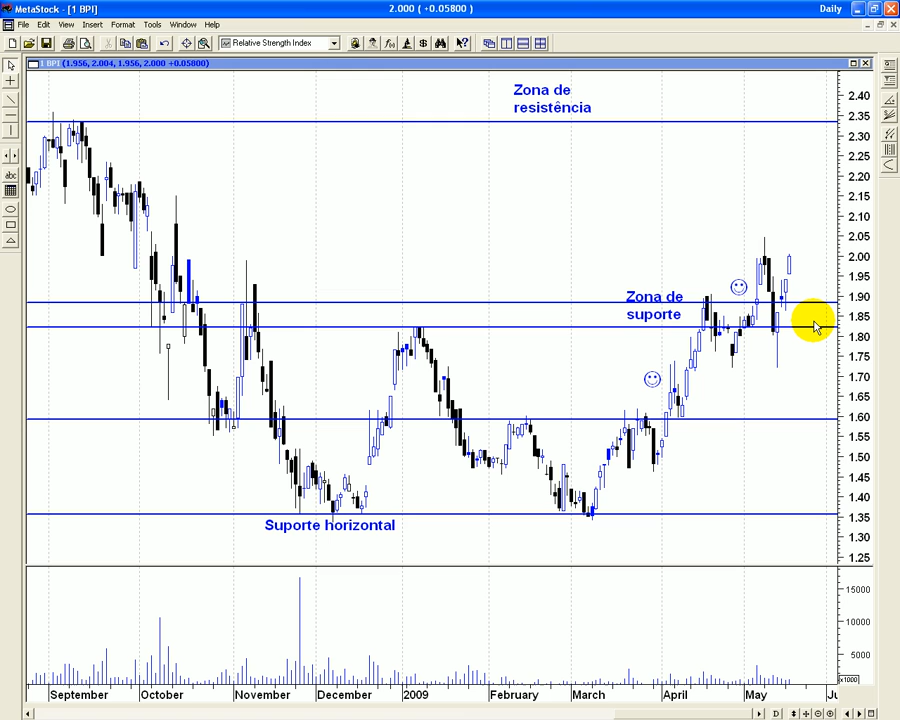 MetaStock - [1 BPI]
2.000 ( +0.05800 )
Daily
File Edit View Insert Format Tools Window Help
Relative Strength Index
1 BPI (1.956, 2.004, 1.956, 2.000 +0.05800)
Zona de
resistência
2.40
2.35
2.30
2.25
2.20
2.15
2.10
2.05
2.00
1.95
1.90
1.85
1.80
1.75
1.70
1.65
1.60
1.55
1.50
1.45
1.40
1.35
1.30
1.25
abc
Zona de
suporte
Suporte horizontal
15000
10000
5000
x1000
September October November December 2009 February March April May Ju
D